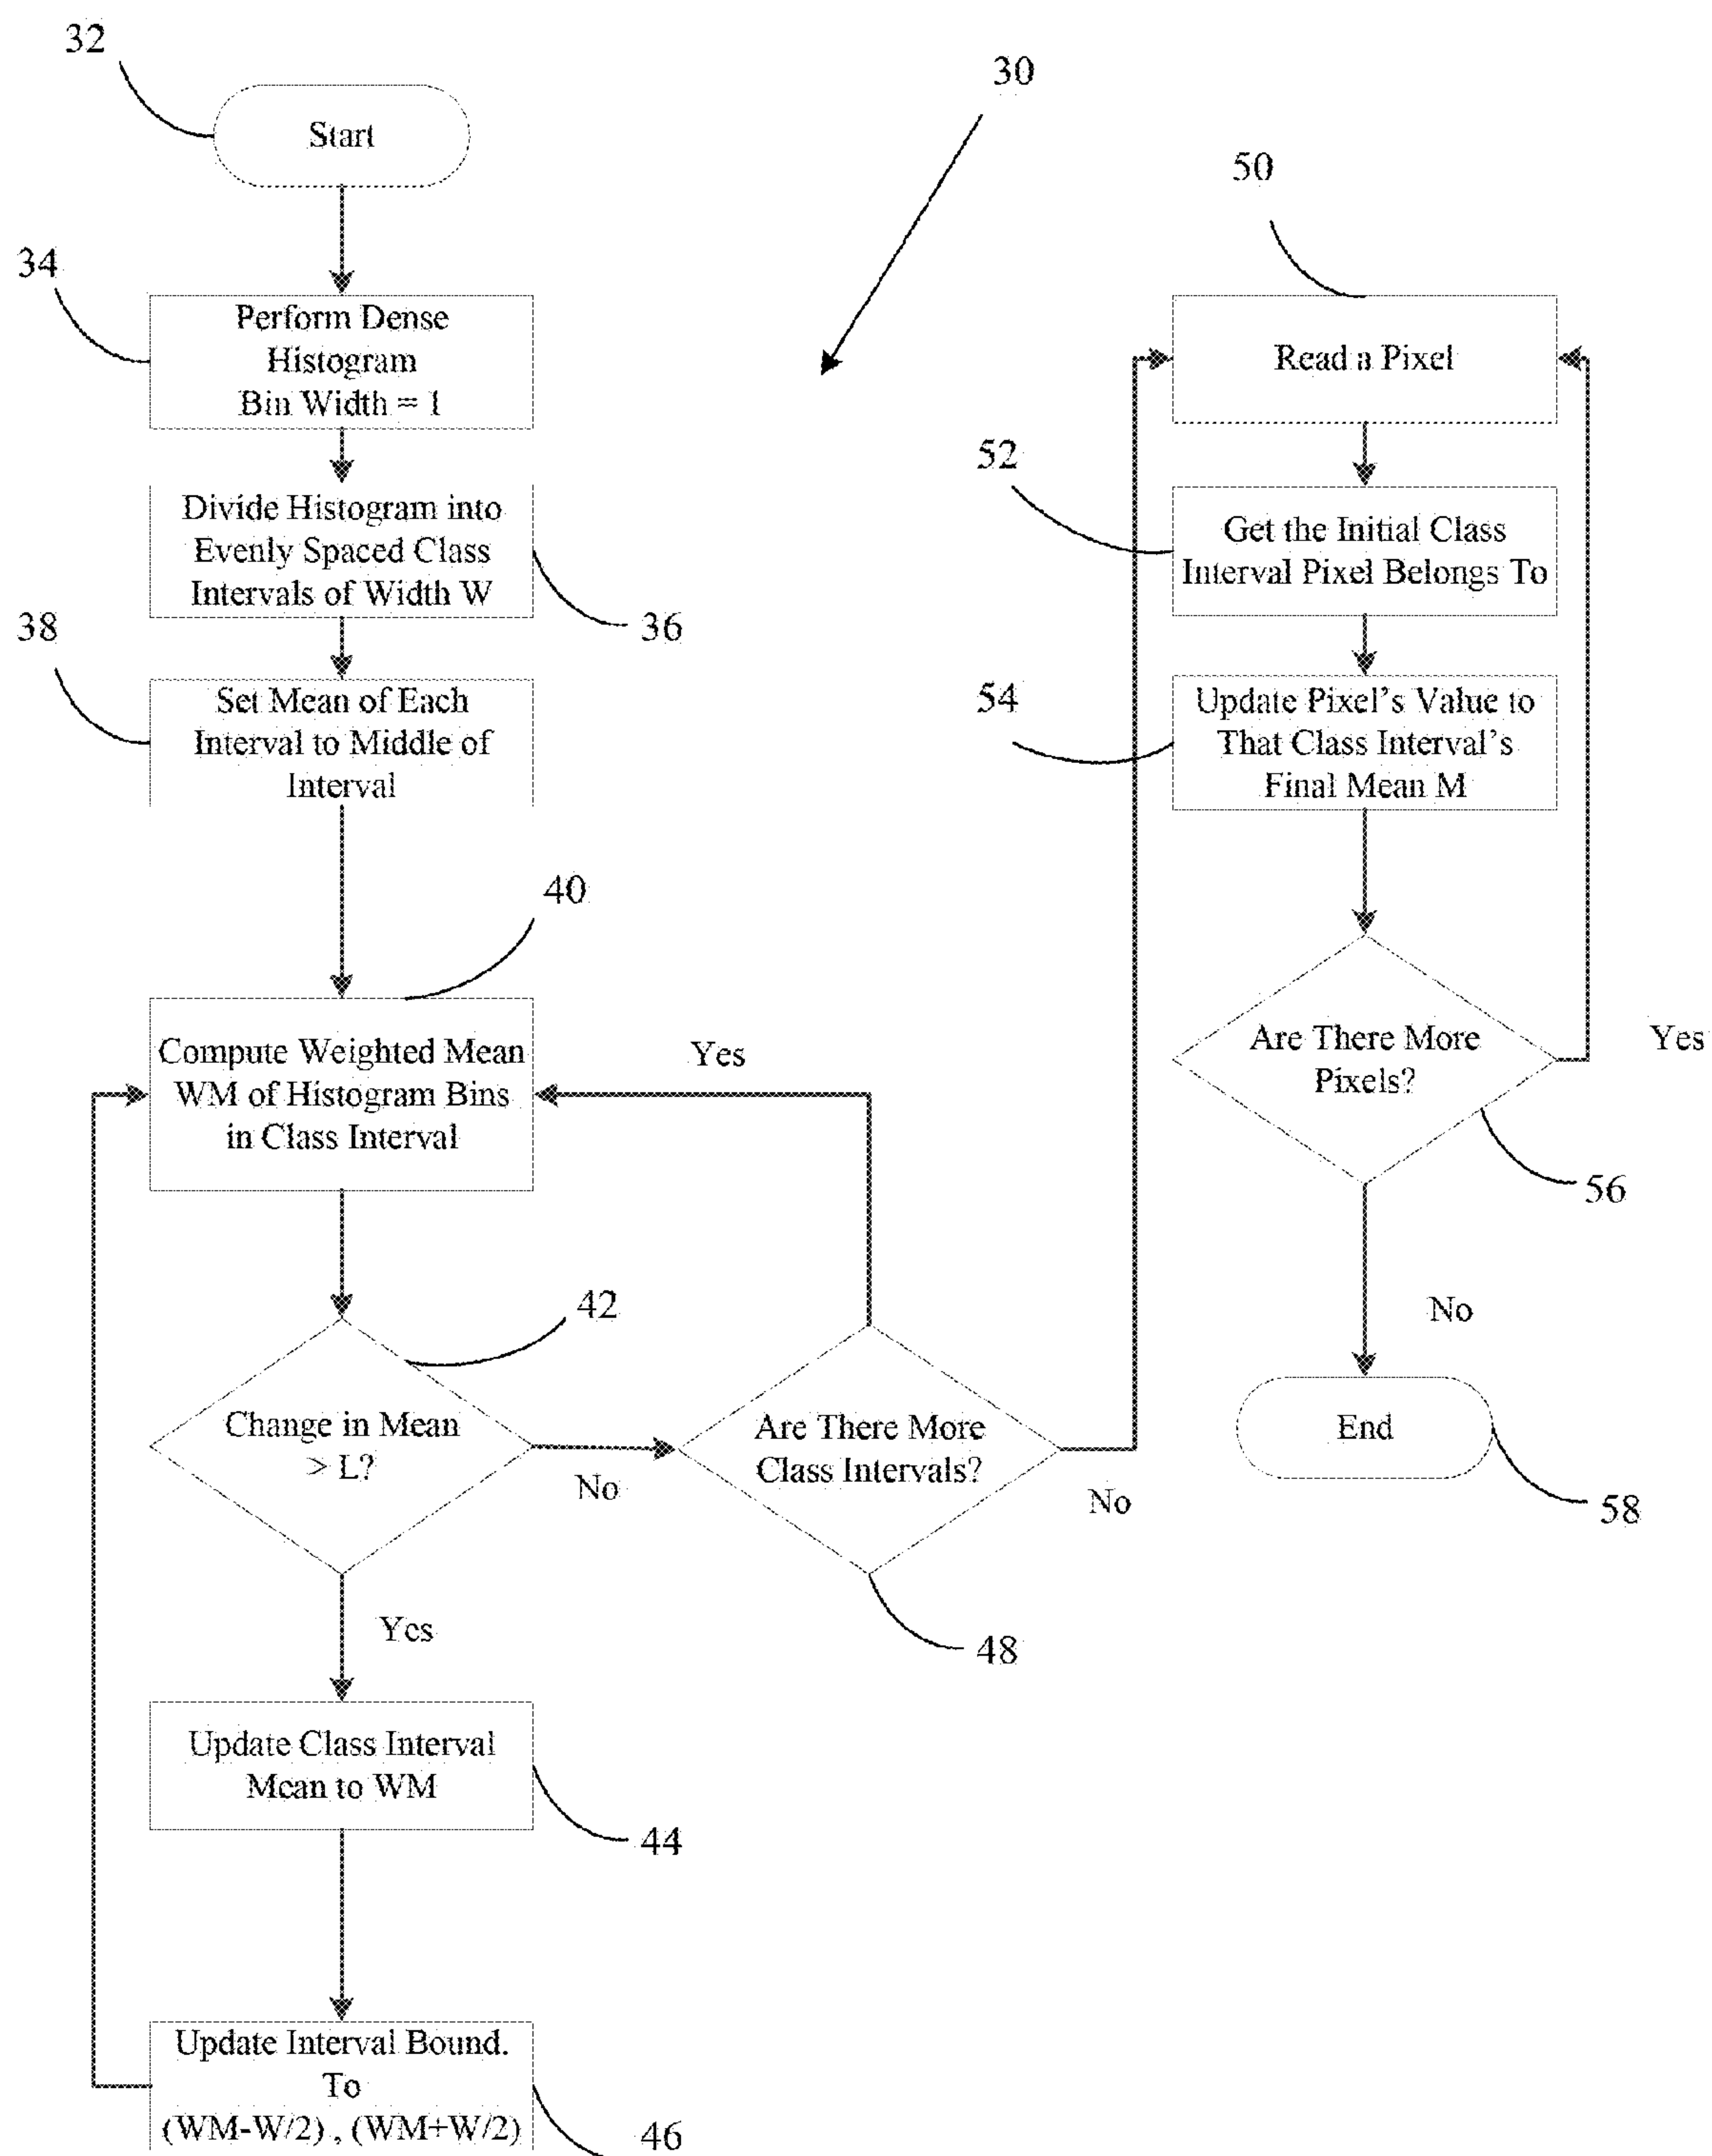 32
Start
30
34
Perform Dense
Histogram
Bin Width = 1
Divide Histogram into
Evenly Spaced Class
Intervals of Width W
36
38
Set Mean of Each
Interval to Middle of
Interval
40
Compute Weighted Mean
WM of Histogram Bins
in Class Interval
Yes
42
Change in Mean
> L?
No
Are There More
Class Intervals?
No
48
Yes
Update Class Interval
Mean to WM
44
Update Interval Bound.
To
(WM-W/2) , (WM+W/2)
46
50
Read a Pixel
52
Get the Initial Class
Interval Pixel Belongs To
54
Update Pixel's Value to
That Class Interval's
Final Mean M
Are There More
Pixels?
Yes
56
No
End
58